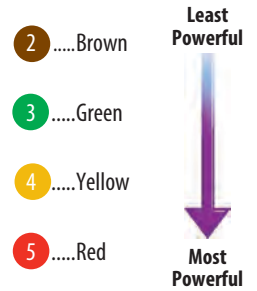 Least
Powerful
2 .....Brown
3 .....Green
4 .....Yellow
5 .....Red
Most
Powerful